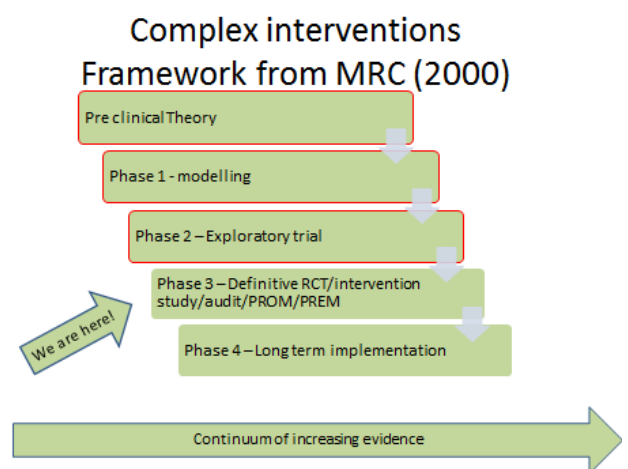 Complex interventions
Framework from MRC (2000)
Pre clinical Theory
Phase 1 - modelling
Phase 2 – Exploratory trial
Phase 3 – Definitive RCT/intervention
study/audit/PROM/PREM
We are here!
Phase 4 – Long term implementation
Continuum of increasing evidence